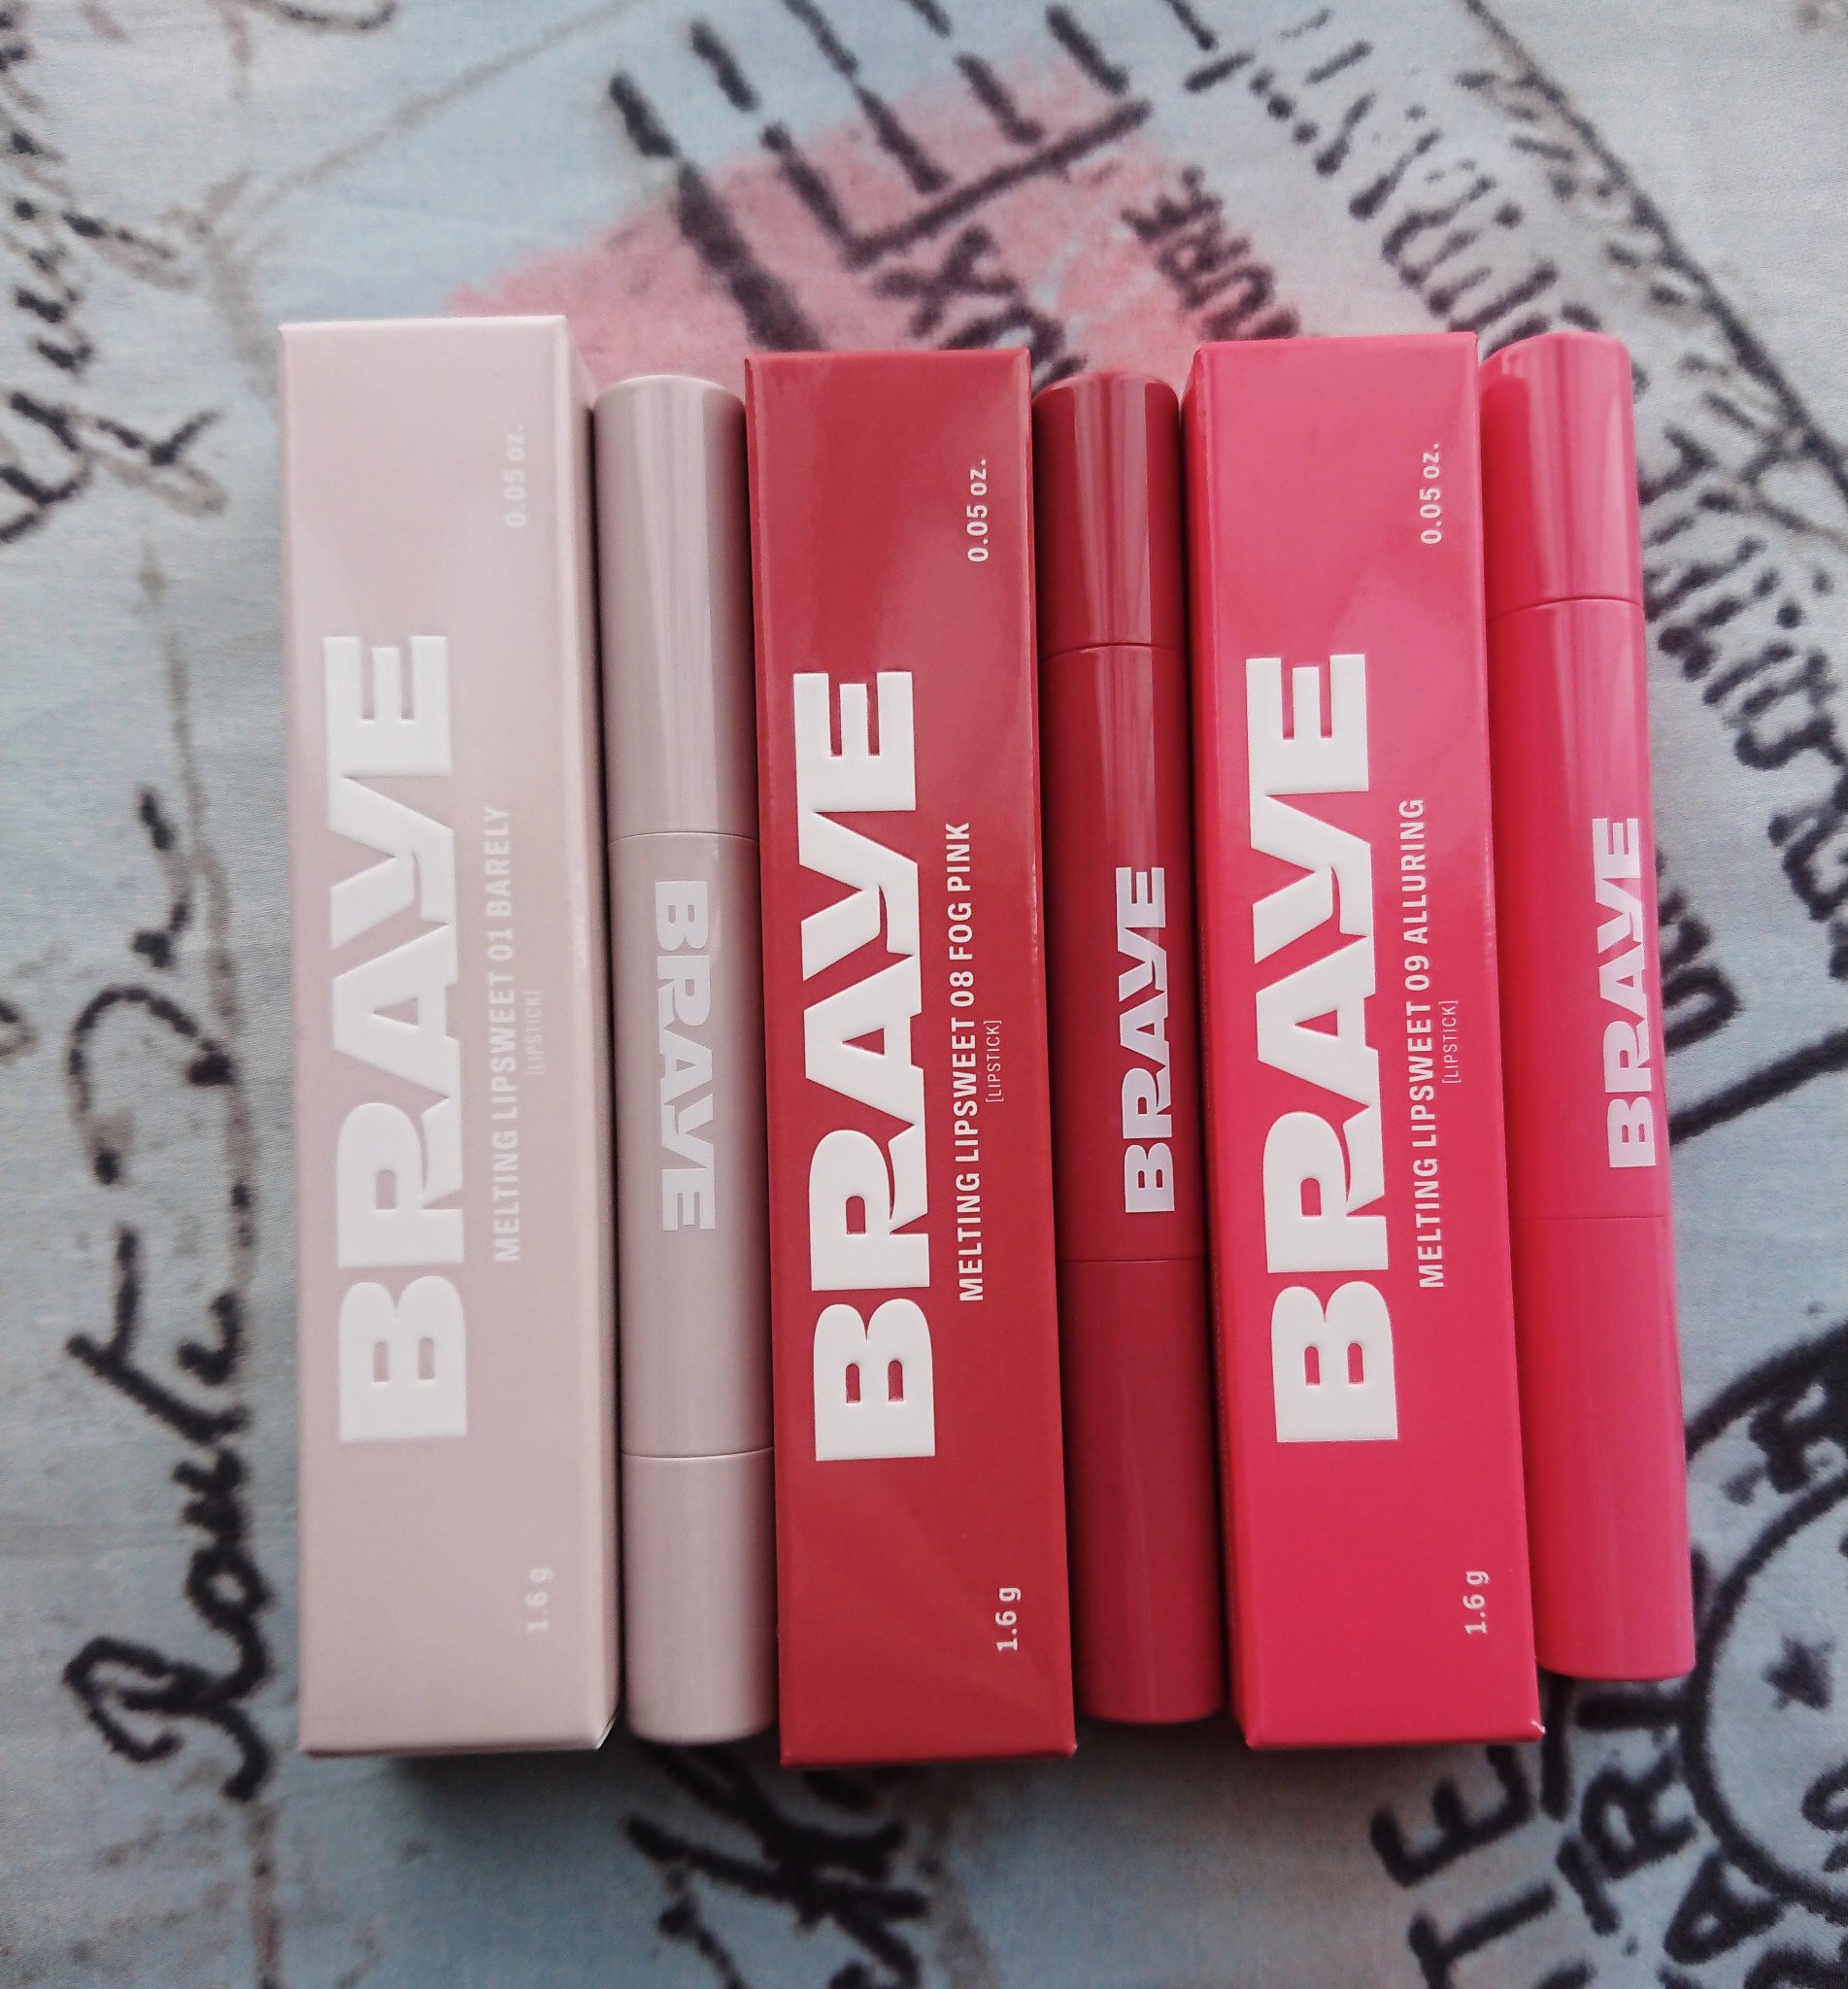 BRAYE
MELTING LIPSWEET 01 BARELY
[LIPSTICK]
1.6 g
0.05 oz.
BRAYE
BRAYE
MELTING LIPSWEET 08 FOG PINK
[LIPSTICK]
1.6 g
0.05 oz.
BRAYE
BRAYE
MELTING LIPSWEET 09 ALLURING
[LIPSTICK]
1.6 g
0.05 oz.
BRAYE
Route